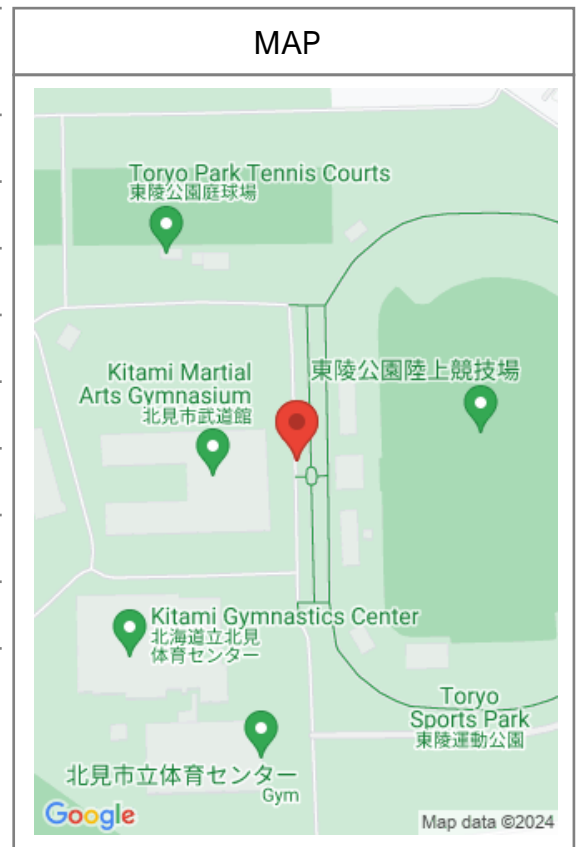 MAP
Toryo Park Tennis Courts
東陵公園庭球場
Kitami Martial
Arts Gymnasium
北見市武道館
東陵公園陸上競技場
Kitami Gymnastics Center
北海道立北見
体育センター
Toryo
Sports Park
東陵運動公園
北見市立体育センター
Gym
Google
Map data ©2024